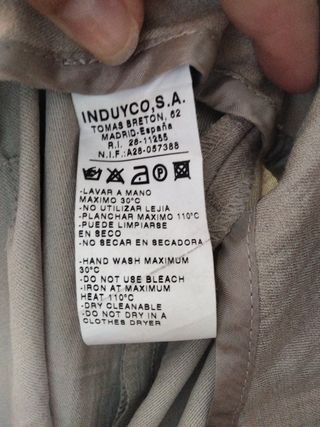 INDUYCO,S.A.
TOMAS BRETON, 62
MADRID-España
R.I. 28-11255
N.I.F.:A28-057388
-LAVAR A MANO
MAXIMO 30°C
-NO UTILIZAR LEJIA
-PLANCHAR MAXIMO 110°C
-PUEDE LIMPIARSE
EN SECO
-NO SECAR EN SECADORA
-HAND WASH MAXIMUM
30°C
-DO NOT USE BLEACH
-IRON AT MAXIMUM
HEAT 110°C
-DRY CLEANABLE
-DO NOT DRY IN A
CLOTHES DRYER